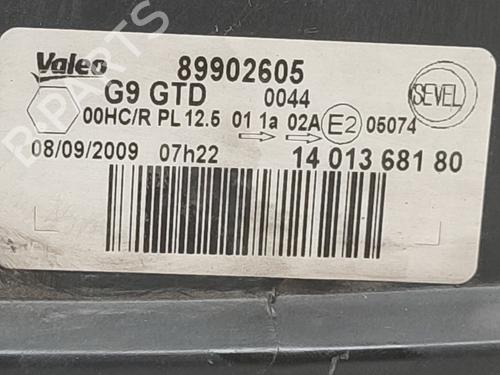 Valeo 89902605
G9 GTD 0044 SEVEL
00HC/R PL 12.5 01 1a 02A E2 05074
08/09/2009 07h22 14 013 681 80
B-PARTS